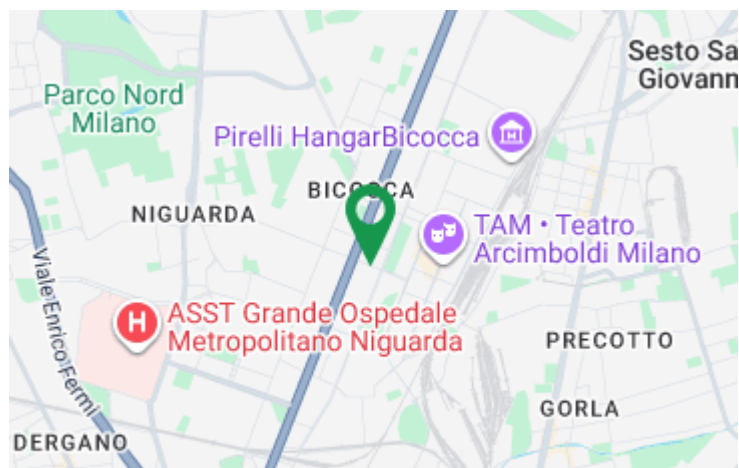 Sesto Sa
Giovann
Parco Nord
Milano
Pirelli HangarBicocca
BICOCCA
NIGUARDA
TAM • Teatro
Arcimboldi Milano
Viale Enrico Fermi
H
ASST Grande Ospedale
Metropolitano Niguarda
PRECOTTO
GORLA
DERGANO